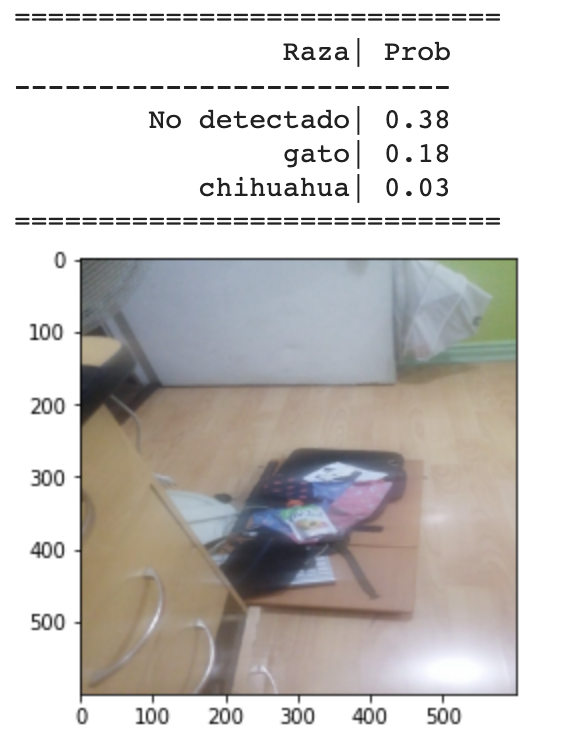 ==============================
Raza| Prob
--------------------------
No detectado| 0.38
gato| 0.18
chihuahua| 0.03
==============================
0
100
200
300
400
500
0 100 200 300 400 500